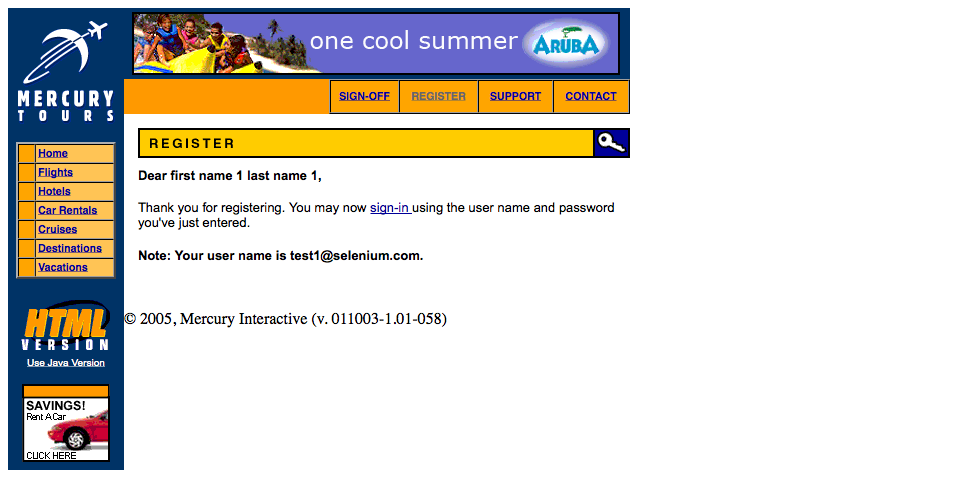 one cool summer ARUBA
MERCURY
TOURS
SIGN-OFF REGISTER SUPPORT CONTACT
Home
Flights
Hotels
Car Rentals
Cruises
Destinations
Vacations
HTML
VERSION
Use Java Version
SAVINGS!
Rent A Car
CLICK HERE
REGISTER
Dear first name 1 last name 1,
Thank you for registering. You may now sign-in using the user name and password
you've just entered.
Note: Your user name is test1@selenium.com.
© 2005, Mercury Interactive (v. 011003-1.01-058)